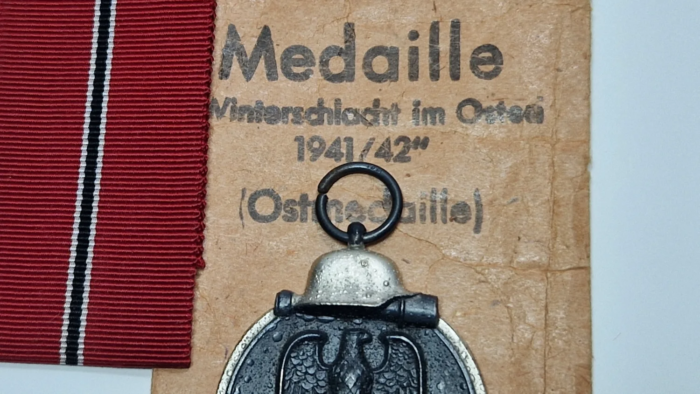 Medaille
Winterschlacht im Osten
1941/42"
(Ostmedaille)